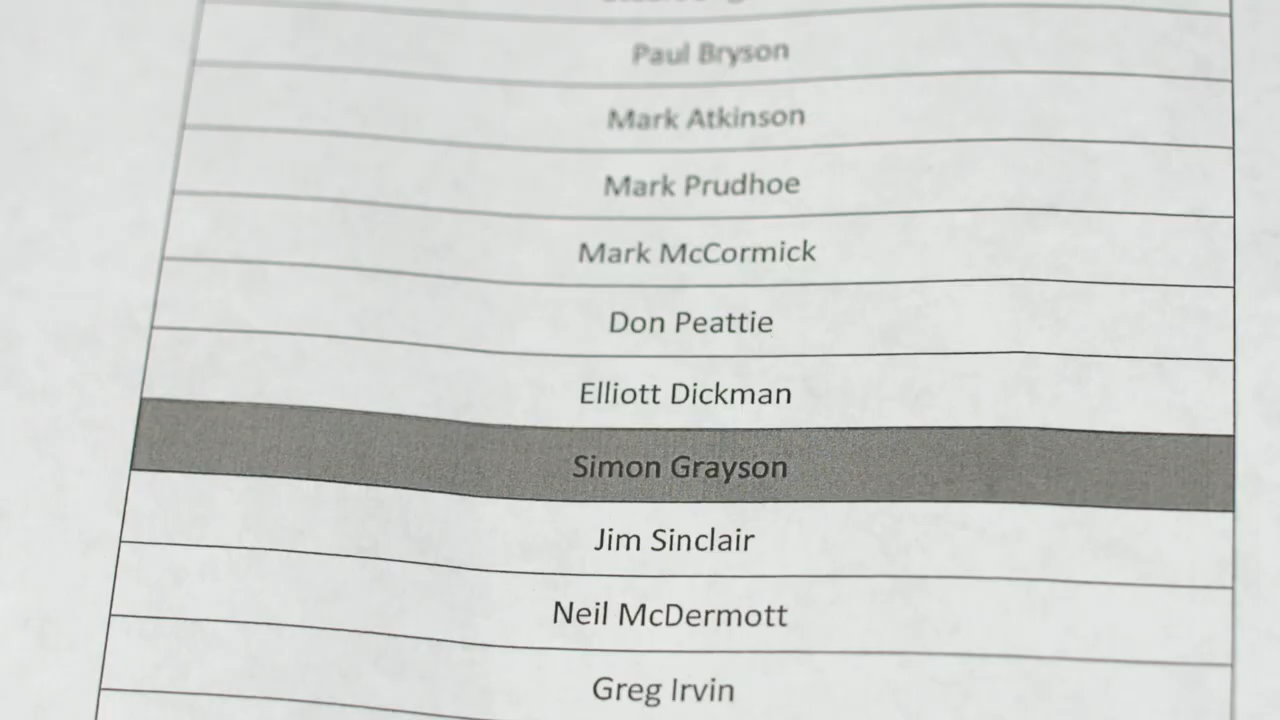 Paul Bryson
Mark Atkinson
Mark Prudhoe
Mark McCormick
Don Peattie
Elliott Dickman
Simon Grayson
Jim Sinclair
Neil McDermott
Greg Irvin